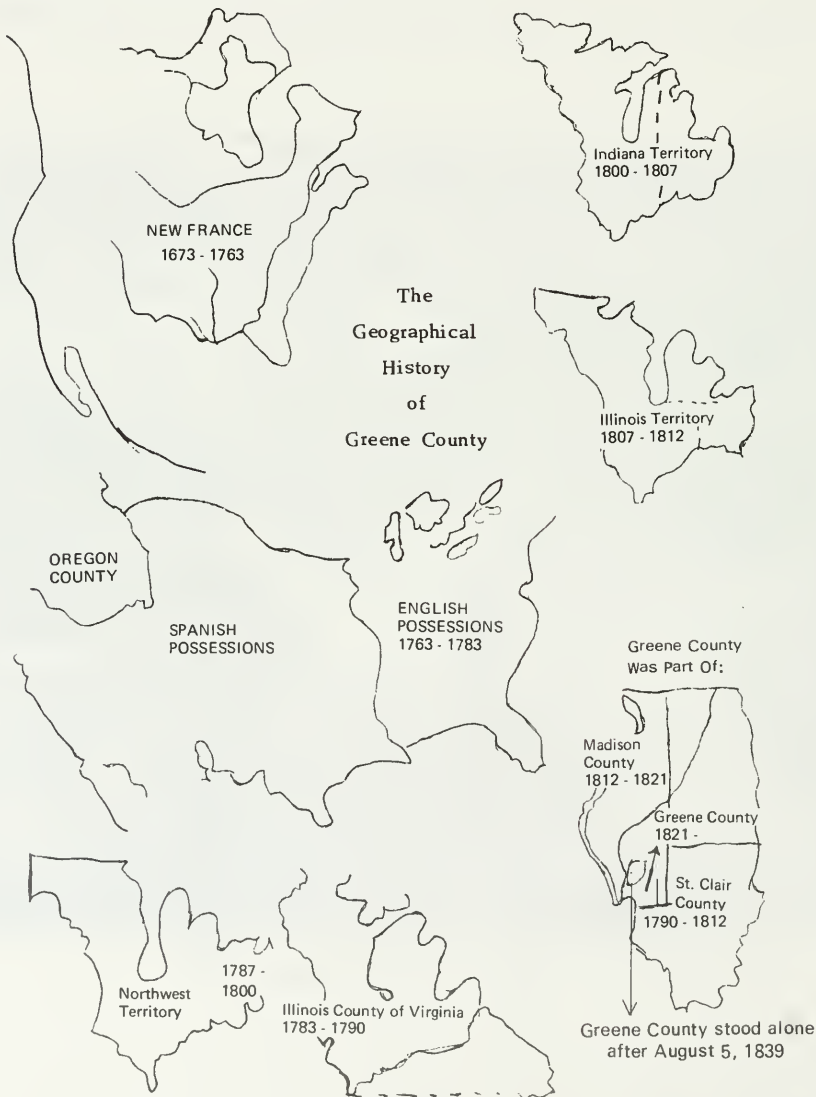 NEW FRANCE
1673 - 1763
Indiana Territory
1800 - 1807
The
Geographical
History
of
Greene County
Illinois Territory
1807 - 1812
OREGON
COUNTY
SPANISH
POSSESSIONS
ENGLISH
POSSESSIONS
1763 - 1783
Greene County
Was Part Of:
Madison
County
1812 - 1821
Greene County
1821 -
St. Clair
County
1790 - 1812
Northwest
Territory
1787 -
1800
Illinois County of Virginia
1783 - 1790
Greene County stood alone
after August 5, 1839